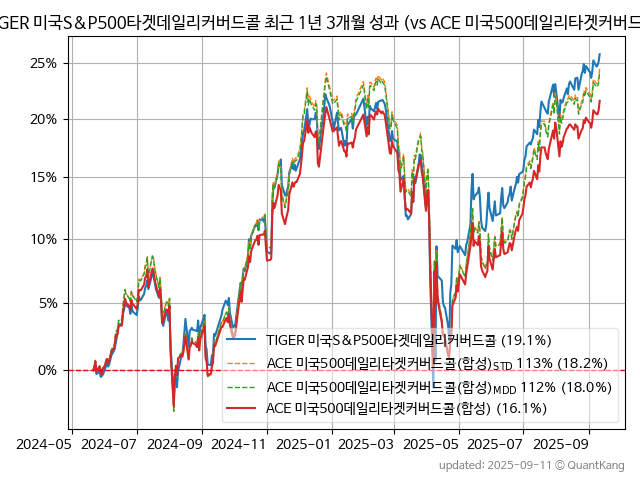 TIGER 미국S&P500타겟데일리커버드콜 최근 1년 3개월 성과 (vs ACE 미국500데일리타겟커버드
25%
20%
15%
10%
5%
0%
TIGER 미국S&P500타겟데일리커버드콜 (19.1%)
ACE 미국500데일리타겟커버드콜(합성)STD 113% (18.2%)
ACE 미국500데일리타겟커버드콜(합성)MDD 112% (18.0%)
ACE 미국500데일리타겟커버드콜(합성) (16.1%)
2024-05 2024-07 2024-09 2024-11 2025-01 2025-03 2025-05 2025-07 2025-09
updated: 2025-09-11 © QuantKang